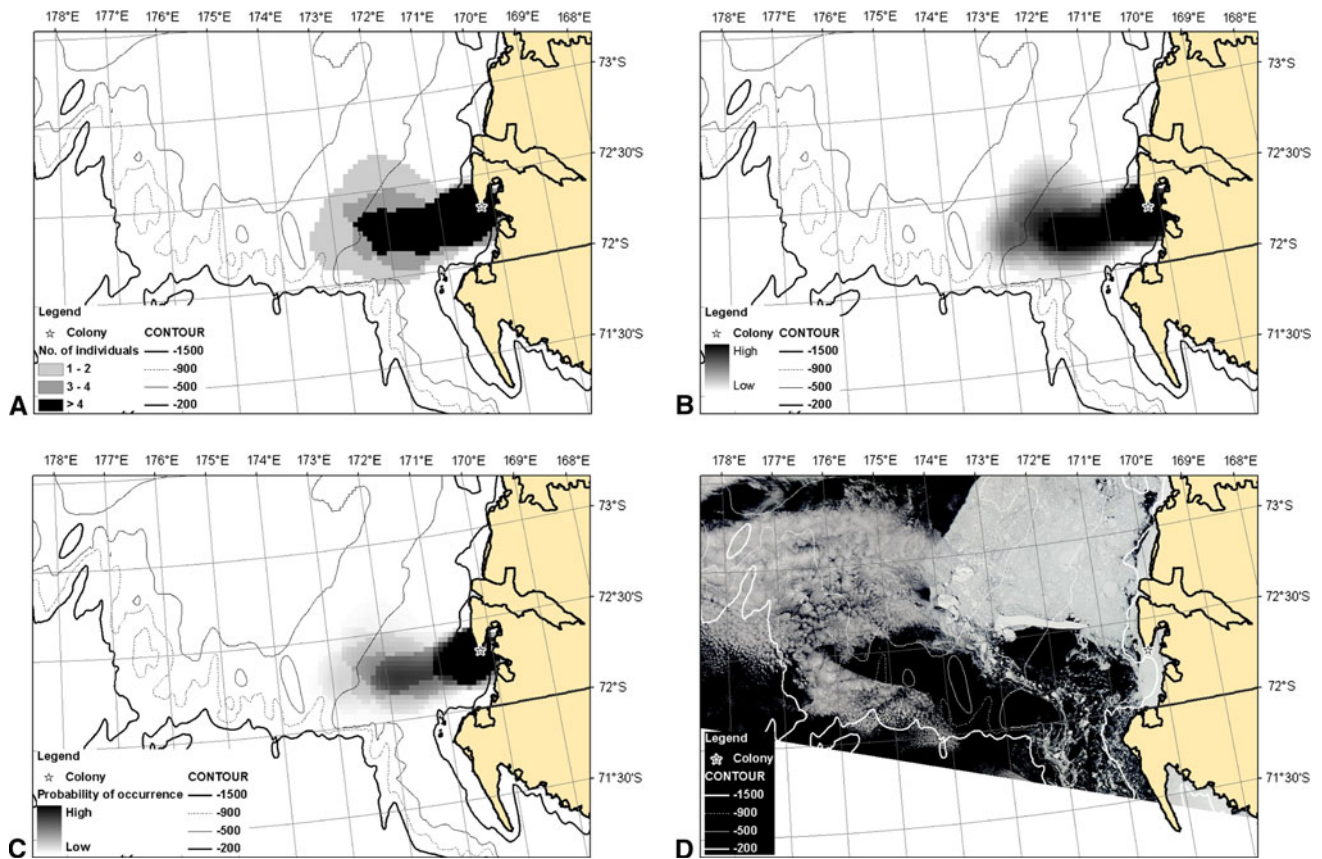 178°E 177°E 176°E 175°E 174°E 173°E 172°E 171°E 170°E 169°E 168°E
73°S
72°30'S
72°S
71°30'S
Legend
Colony
No. of individuals
1 - 2
3 - 4
> 4
CONTOUR
-1500
-900
-500
-200
A
178°E 177°E 176°E 175°E 174°E 173°E 172°E 171°E 170°E 169°E 168°E
73°S
72°30'S
72°S
71°30'S
Legend
Colony
High
Low
CONTOUR
-1500
-900
-500
-200
B
178°E 177°E 176°E 175°E 174°E 173°E 172°E 171°E 170°E 169°E 168°E
73°S
72°30'S
72°S
71°30'S
Legend
Colony
Probability of occurrence
High
Low
CONTOUR
-1500
-900
-500
-200
C
178°E 177°E 176°E 175°E 174°E 173°E 172°E 171°E 170°E 169°E 168°E
73°S
72°30'S
72°S
71°30'S
Legend
Colony
CONTOUR
-1500
-900
-500
-200
D